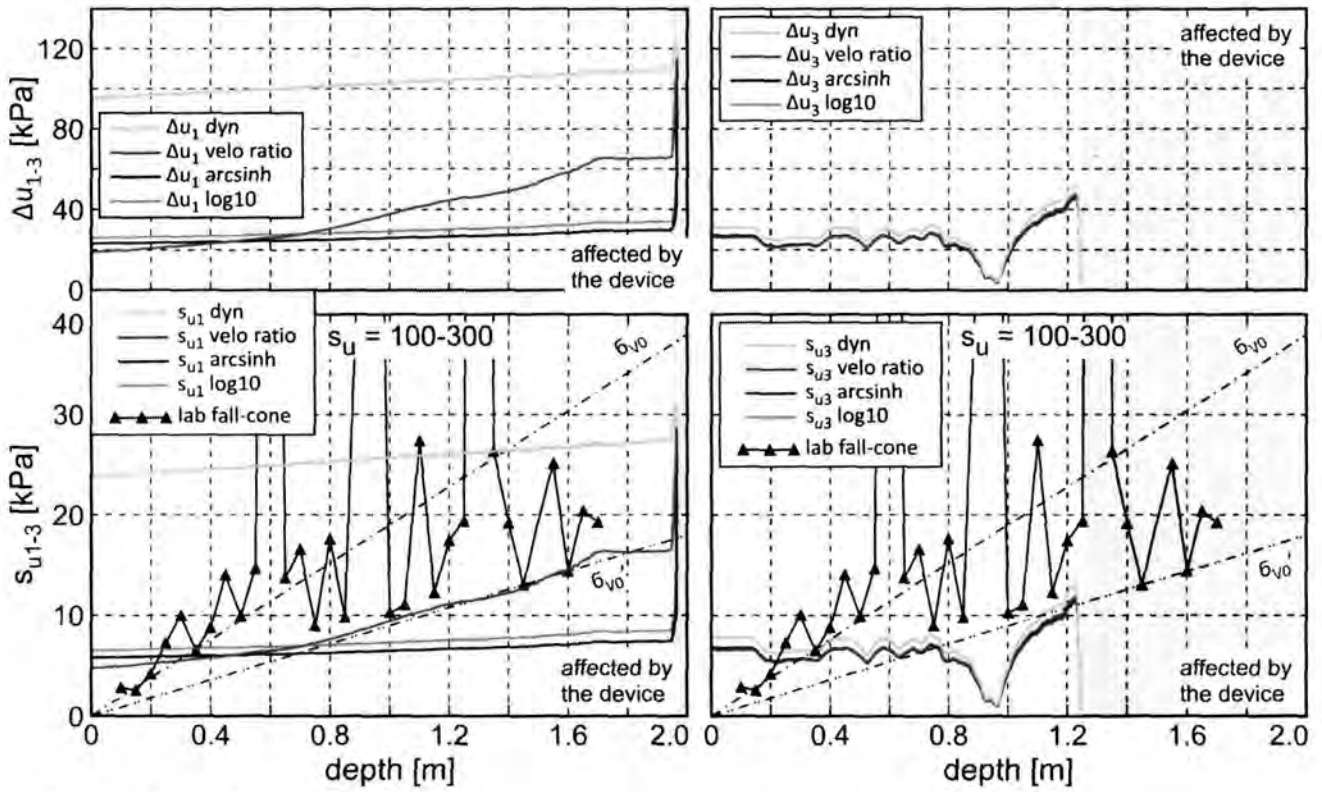 Δu₁₋₃ [kPa]
120
80
40
0
Δu₁ dyn
Δu₁ velo ratio
Δu₁ arcsinh
Δu₁ log10
affected by
the device
Δu₃ dyn
Δu₃ velo ratio
Δu₃ arcsinh
Δu₃ log10
affected by
the device
sᵤ₁₋₃ [kPa]
40
30
20
10
0
sᵤ₁ dyn
sᵤ₁ velo ratio
sᵤ₁ arcsinh
sᵤ₁ log10
lab fall-cone
sᵤ = 100-300
σᵥ₀
σᵥ₀
affected by
the device
0 0.4 0.8 1.2 1.6 2.0
depth [m]
sᵤ₃ dyn
sᵤ₃ velo ratio
sᵤ₃ arcsinh
sᵤ₃ log10
lab fall-cone
sᵤ = 100-300
σᵥ₀
σᵥ₀
affected by
the device
0 0.4 0.8 1.2 1.6 2.0
depth [m]